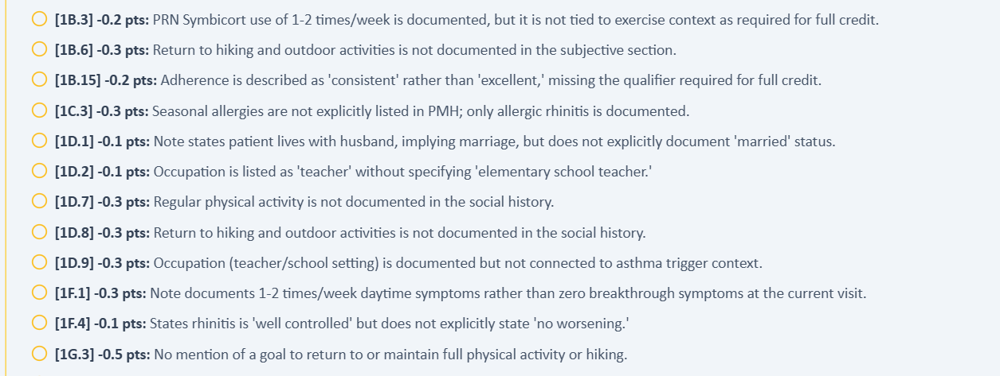 [1B.3] -0.2 pts: PRN Symbicort use of 1-2 times/week is documented, but it is not tied to exercise context as required for full credit.
[1B.6] -0.3 pts: Return to hiking and outdoor activities is not documented in the subjective section.
[1B.15] -0.2 pts: Adherence is described as 'consistent' rather than 'excellent,' missing the qualifier required for full credit.
[1C.3] -0.3 pts: Seasonal allergies are not explicitly listed in PMH; only allergic rhinitis is documented.
[1D.1] -0.1 pts: Note states patient lives with husband, implying marriage, but does not explicitly document 'married' status.
[1D.2] -0.1 pts: Occupation is listed as 'teacher' without specifying 'elementary school teacher.'
[1D.7] -0.3 pts: Regular physical activity is not documented in the social history.
[1D.8] -0.3 pts: Return to hiking and outdoor activities is not documented in the social history.
[1D.9] -0.3 pts: Occupation (teacher/school setting) is documented but not connected to asthma trigger context.
[1F.1] -0.3 pts: Note documents 1-2 times/week daytime symptoms rather than zero breakthrough symptoms at the current visit.
[1F.4] -0.1 pts: States rhinitis is 'well controlled' but does not explicitly state 'no worsening.'
[1G.3] -0.5 pts: No mention of a goal to return to or maintain full physical activity or hiking.